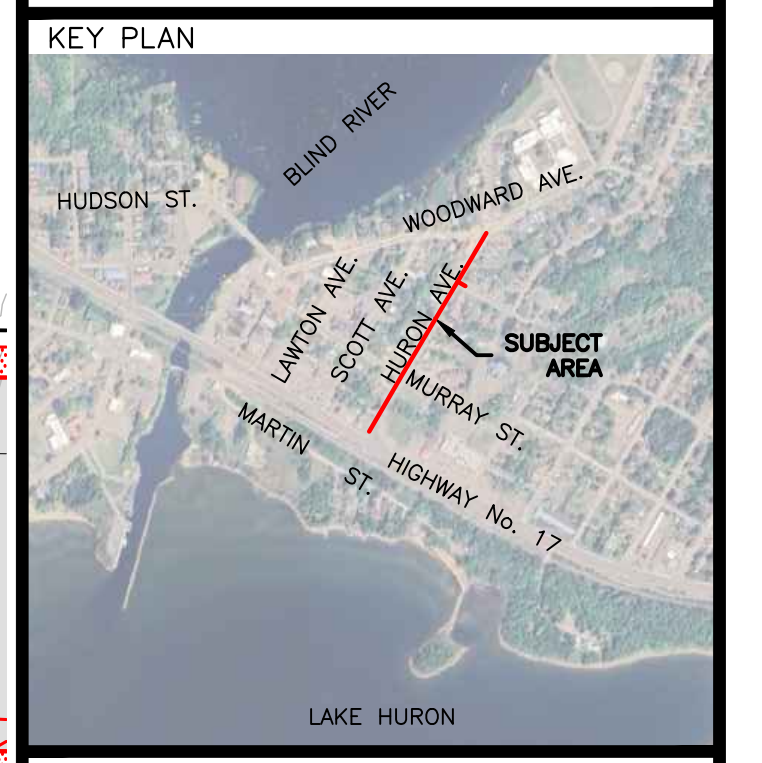 KEY PLAN
BLIND RIVER
HUDSON ST.
WOODWARD AVE.
LAWTON AVE.
SCOTT AVE.
HURON AVE.
SUBJECT
AREA
MURRAY ST.
MARTIN ST.
HIGHWAY No. 17
LAKE HURON